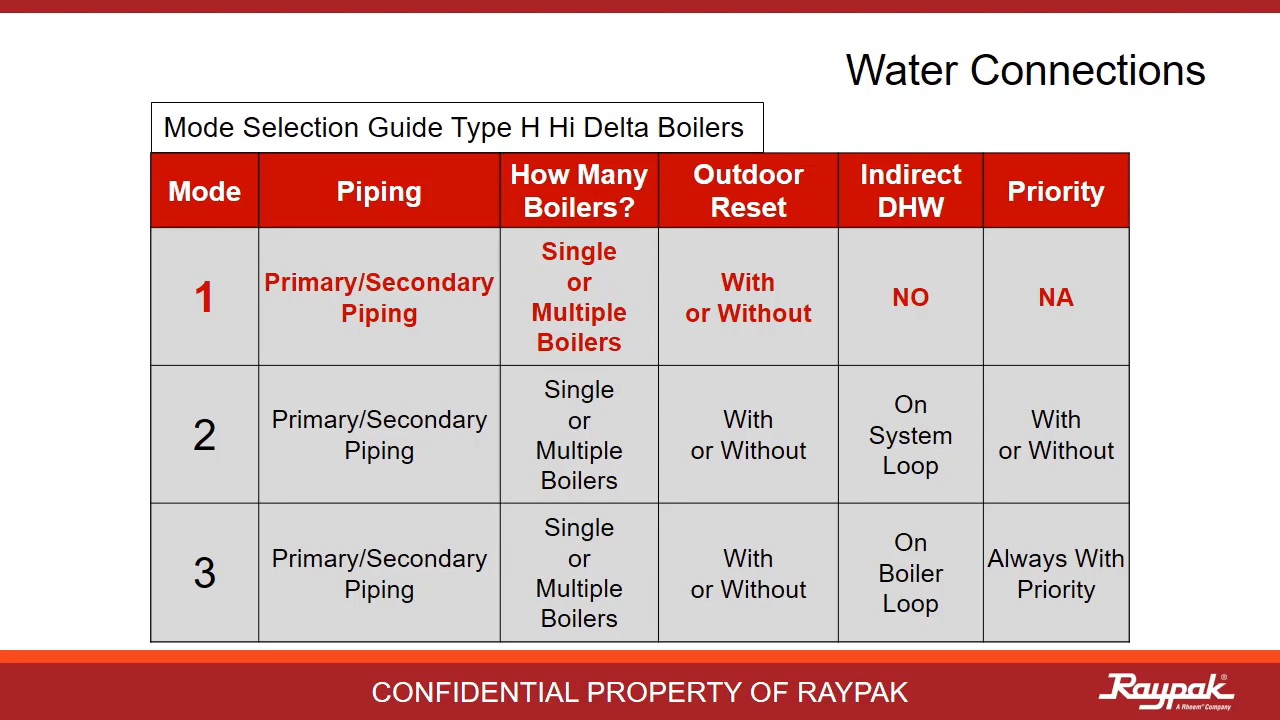 Water Connections
Mode Selection Guide Type H Hi Delta Boilers
Mode
Piping
How Many
Boilers?
Outdoor
Reset
Indirect
DHW
Priority
1
Primary/Secondary
Piping
Single
or
Multiple
Boilers
With
or Without
NO
NA
2
Primary/Secondary
Piping
Single
or
Multiple
Boilers
With
or Without
On
System
Loop
With
or Without
3
Primary/Secondary
Piping
Single
or
Multiple
Boilers
With
or Without
On
Boiler
Loop
Always With
Priority
CONFIDENTIAL PROPERTY OF RAYPAK
Raypak®
A Rheem® Company